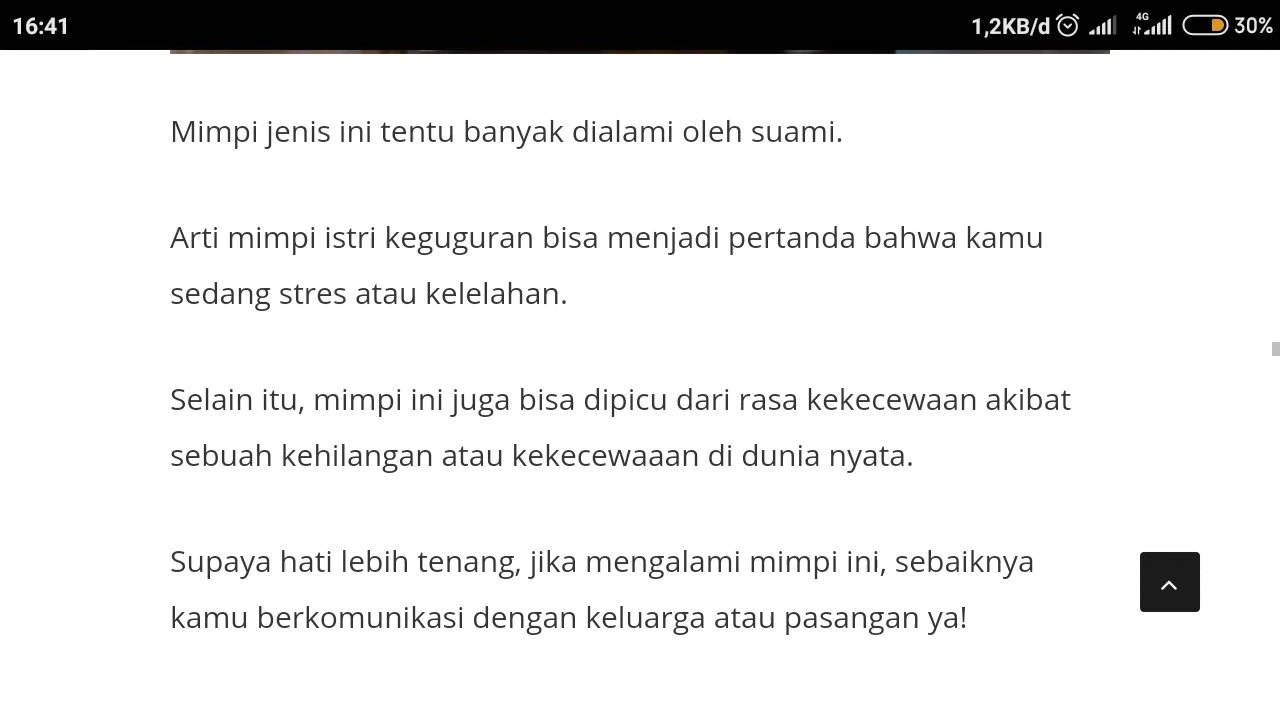 16:41 1,2KB/d 4G 30%
Mimpi jenis ini tentu banyak dialami oleh suami.
Arti mimpi istri keguguran bisa menjadi pertanda bahwa kamu
sedang stres atau kelelahan.
Selain itu, mimpi ini juga bisa dipicu dari rasa kekecewaan akibat
sebuah kehilangan atau kekecewaaan di dunia nyata.
Supaya hati lebih tenang, jika mengalami mimpi ini, sebaiknya
kamu berkomunikasi dengan keluarga atau pasangan ya!